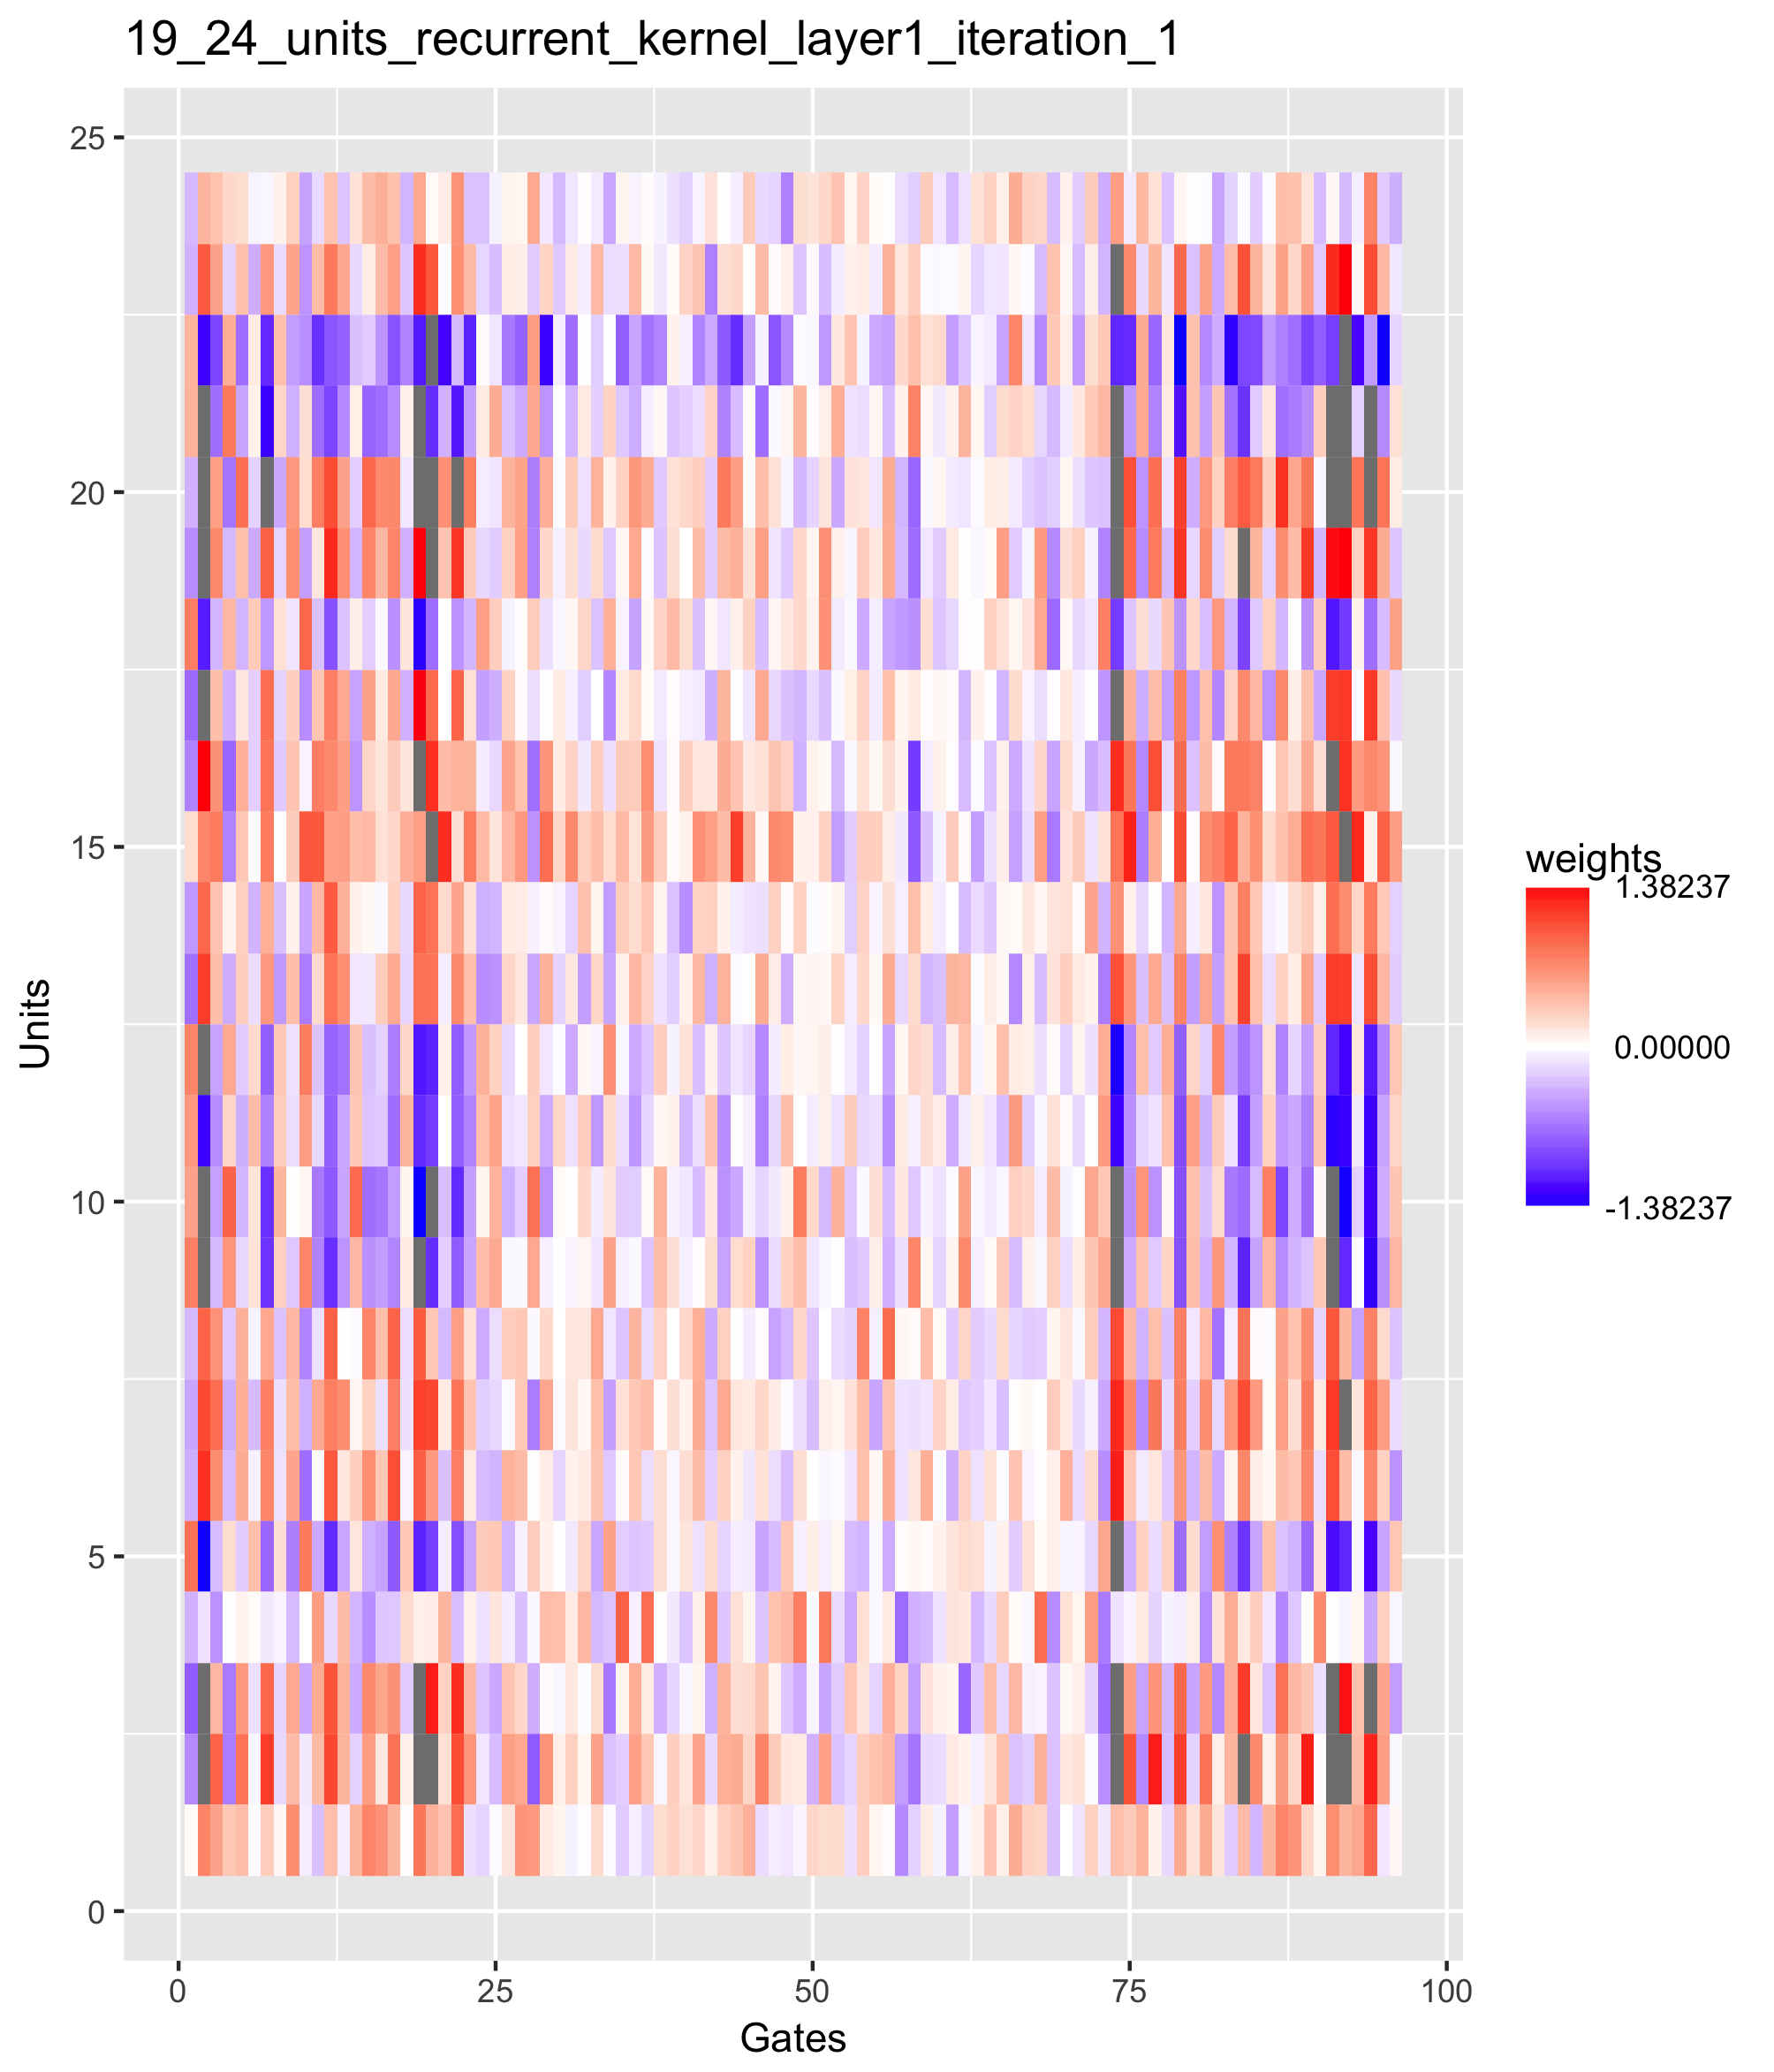 19_24_units_recurrent_kernel_layer1_iteration_1
25
20
15
10
5
0
Units
0 25 50 75 100
Gates
weights
1.38237
0.00000
-1.38237